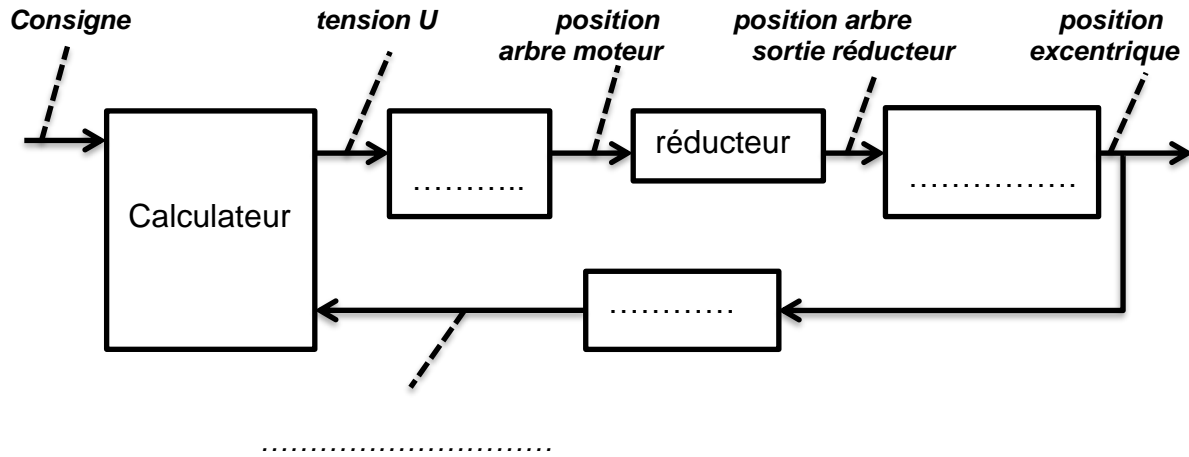 Consigne
tension U
position
arbre moteur
position arbre
sortie réducteur
position
excentrique
Calculateur
………..
réducteur
…………….
…………
…………………………